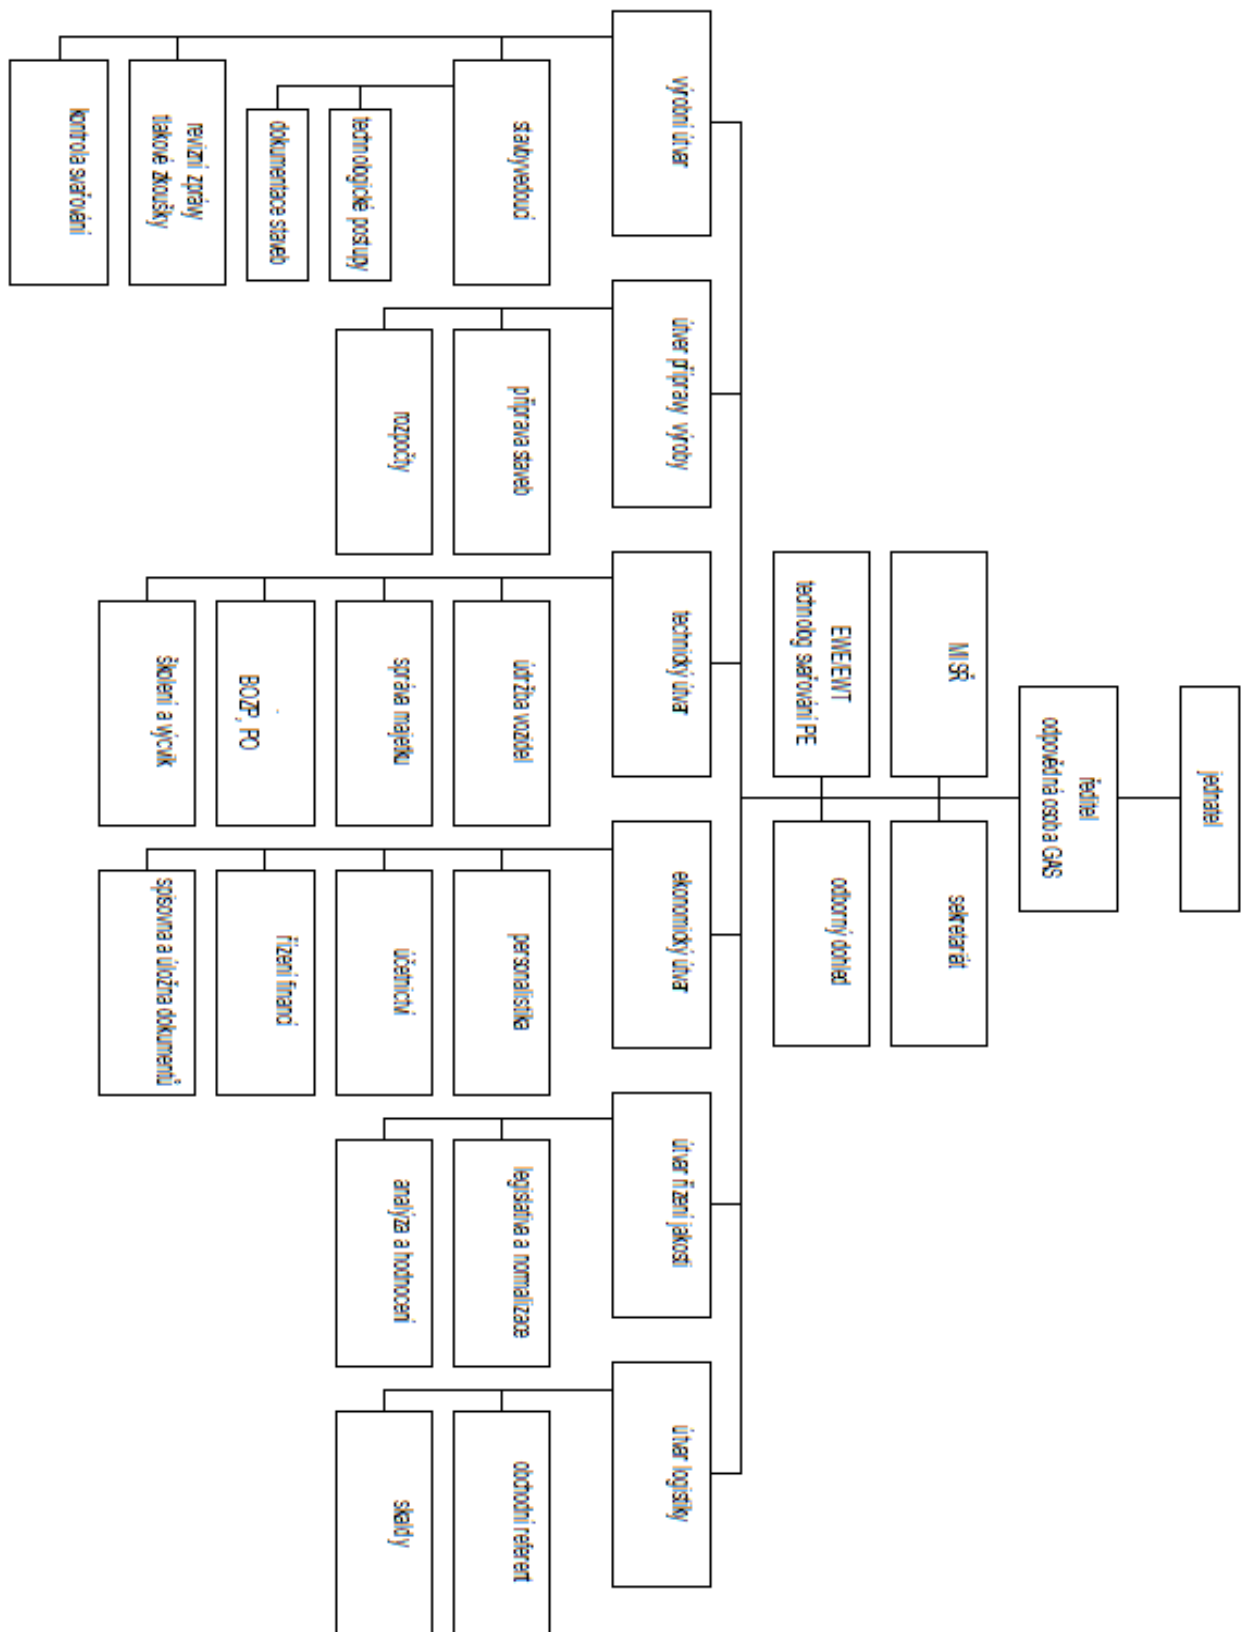 jednatel
ředitel
odpovědná osoba GAS
MISŘ
sekretariát
EWE/EWT
technolog svařování PE
odborný dohled
výrobní útvar
útver přípravy výroby
technický útvar
ekonomický útvar
útvar řízení jakosti
útvar logistiky
stavbyvedoucí
technologické postupy
dokumentace staveb
revizní zprávy
tlakové zkoušky
kontrola svařování
příprava staveb
rozpočty
údržba vozidel
správa majetku
BOZP, PO
školení a výcvik
personalistika
účetnictví
řízení financí
spisovna a úložna dokumentů
legislativa a normalizace
analýza a hodnocení
obchodní referent
skaldy